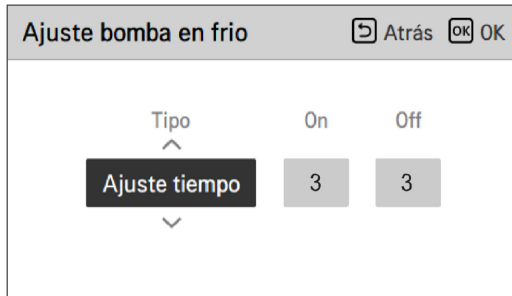 Ajuste bomba en frio Atrás OK OK
Tipo On Off
Ajuste tiempo 3 3